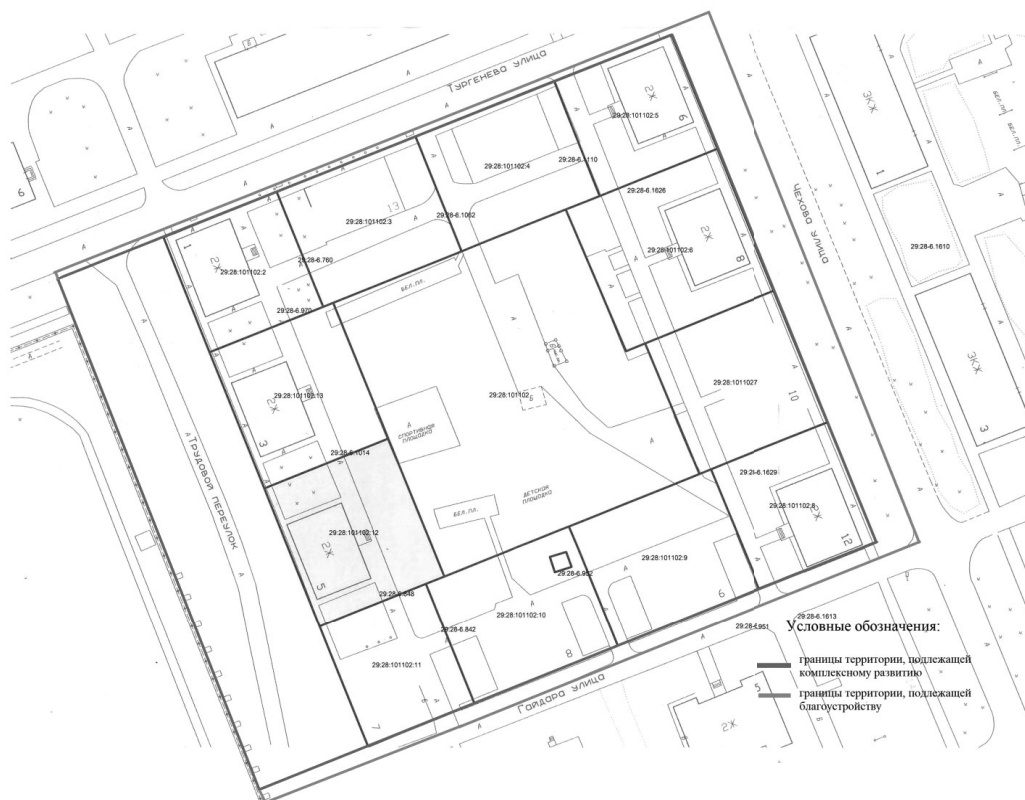 Тургенева улица
Чехова улица
Трудовой переулок
Гайдара улица
29:28:101102:5
29:28:101102:4
29:28-6.1110
29:28-6.1626
29:28:101102:3
13
29:28-6.1062
29:28:101102:6
29:28-6.1610
29:28-6.760
29:28:101102:2
29:28-6.970
БЕЛ.ПЛ.
29:28:1011027
29:28:101102:13
29:28:101102
СПОРТИВНАЯ
ПЛОЩАДКА
29:28-6.1014
ДЕТСКАЯ
ПЛОЩАДКА
29:28-6.1629
29:28:101102:8
БЕЛ.ПЛ.
29:28:101102:12
29:28:101102:9
29:28-6.952
29:28-6.848
29:28:101102:10
29:28-6.842
29:28:101102:11
29:28-6.1613
29:28-6.951
2Ж
1
2Ж
3
2Ж
5
2Ж
6
2Ж
8
10
2Ж
12
3КЖ
1
3КЖ
3
2Ж
5
6
7
8
9
Условные обозначения:
границы территории, подлежащей
комплексному развитию
границы территории, подлежащей
благоустройству